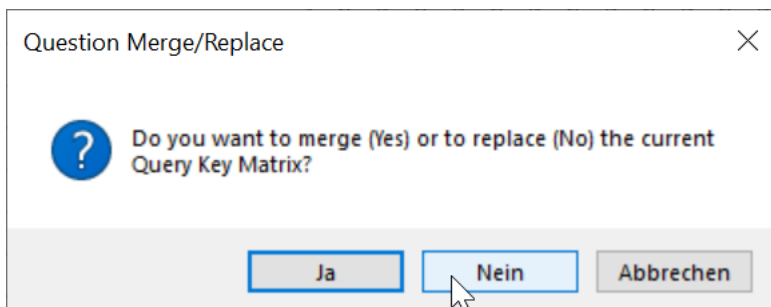 Question Merge/Replace
Do you want to merge (Yes) or to replace (No) the current
Query Key Matrix?
Ja
Nein
Abbrechen